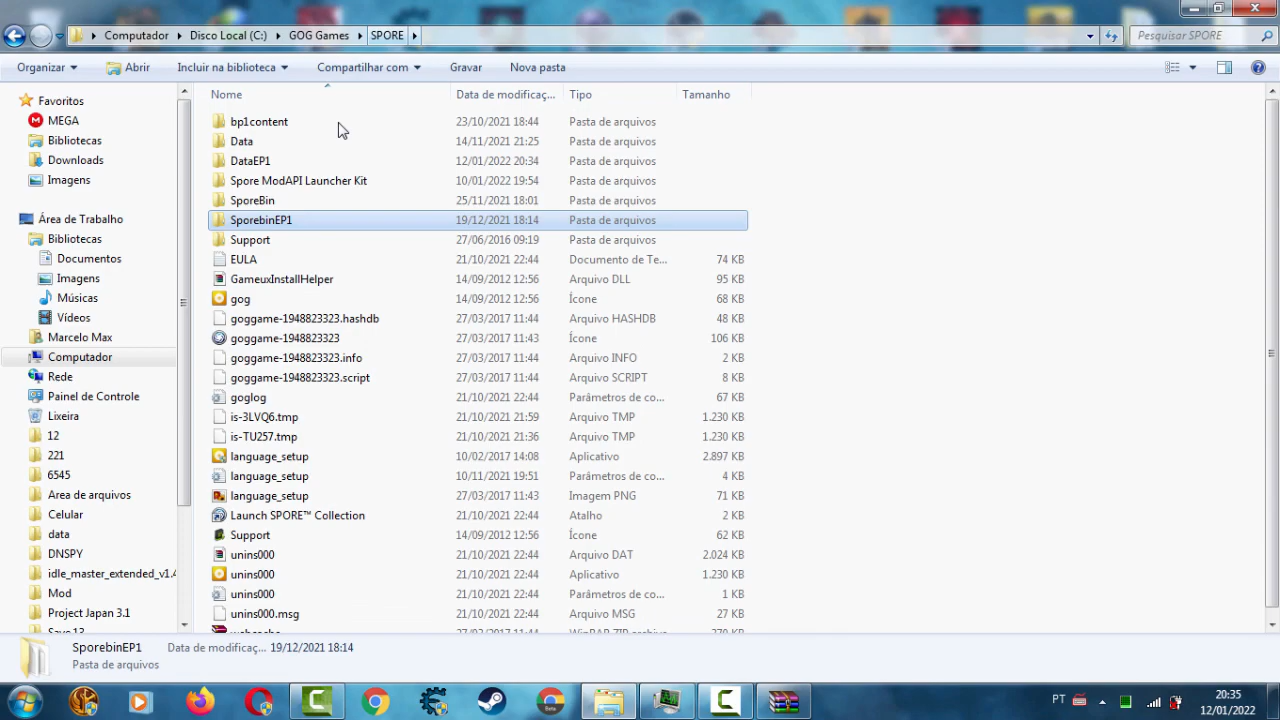 Computador Disco Local (C:) GOG Games SPORE Pesquisar SPORE
Organizar Abrir Incluir na biblioteca Compartilhar com Gravar Nova pasta
Nome Data de modificaç... Tipo Tamanho
Favoritos
MEGA
Bibliotecas
Downloads
Imagens
Área de Trabalho
Bibliotecas
Documentos
Imagens
Músicas
Vídeos
Marcelo Max
Computador
Rede
Painel de Controle
Lixeira
12
221
6545
Area de arquivos
Celular
data
DNSPY
idle_master_extended_v1.4
Mod
Project Japan 3.1
bp1content 23/10/2021 18:44 Pasta de arquivos
Data 14/11/2021 21:25 Pasta de arquivos
DataEP1 12/01/2022 20:34 Pasta de arquivos
Spore ModAPI Launcher Kit 10/01/2022 19:54 Pasta de arquivos
SporeBin 25/11/2021 18:01 Pasta de arquivos
SporebinEP1 19/12/2021 18:14 Pasta de arquivos
Support 27/06/2016 09:19 Pasta de arquivos
EULA 21/10/2021 22:44 Documento de Te... 74 KB
GameuxInstallHelper 14/09/2012 12:56 Arquivo DLL 95 KB
gog 14/09/2012 12:56 Ícone 68 KB
goggame-1948823323.hashdb 27/03/2017 11:44 Arquivo HASHDB 48 KB
goggame-1948823323 27/03/2017 11:43 Ícone 106 KB
goggame-1948823323.info 27/03/2017 11:44 Arquivo INFO 2 KB
goggame-1948823323.script 27/03/2017 11:44 Arquivo SCRIPT 8 KB
goglog 21/10/2021 22:44 Parâmetros de co... 67 KB
is-3LVQ6.tmp 21/10/2021 21:59 Arquivo TMP 1.230 KB
is-TU257.tmp 21/10/2021 21:36 Arquivo TMP 1.230 KB
language_setup 10/02/2017 14:08 Aplicativo 2.897 KB
language_setup 10/11/2021 19:51 Parâmetros de co... 4 KB
language_setup 27/03/2017 11:43 Imagem PNG 71 KB
Launch SPORE™ Collection 21/10/2021 22:44 Atalho 2 KB
Support 14/09/2012 12:56 Ícone 62 KB
unins000 21/10/2021 22:44 Arquivo DAT 2.024 KB
unins000 21/10/2021 22:44 Aplicativo 1.230 KB
unins000 21/10/2021 22:44 Parâmetros de co... 1 KB
unins000.msg 21/10/2021 22:44 Arquivo MSG 27 KB
SporebinEP1 Data de modificaç... 19/12/2021 18:14
Pasta de arquivos
Beta
PT 20:35
12/01/2022